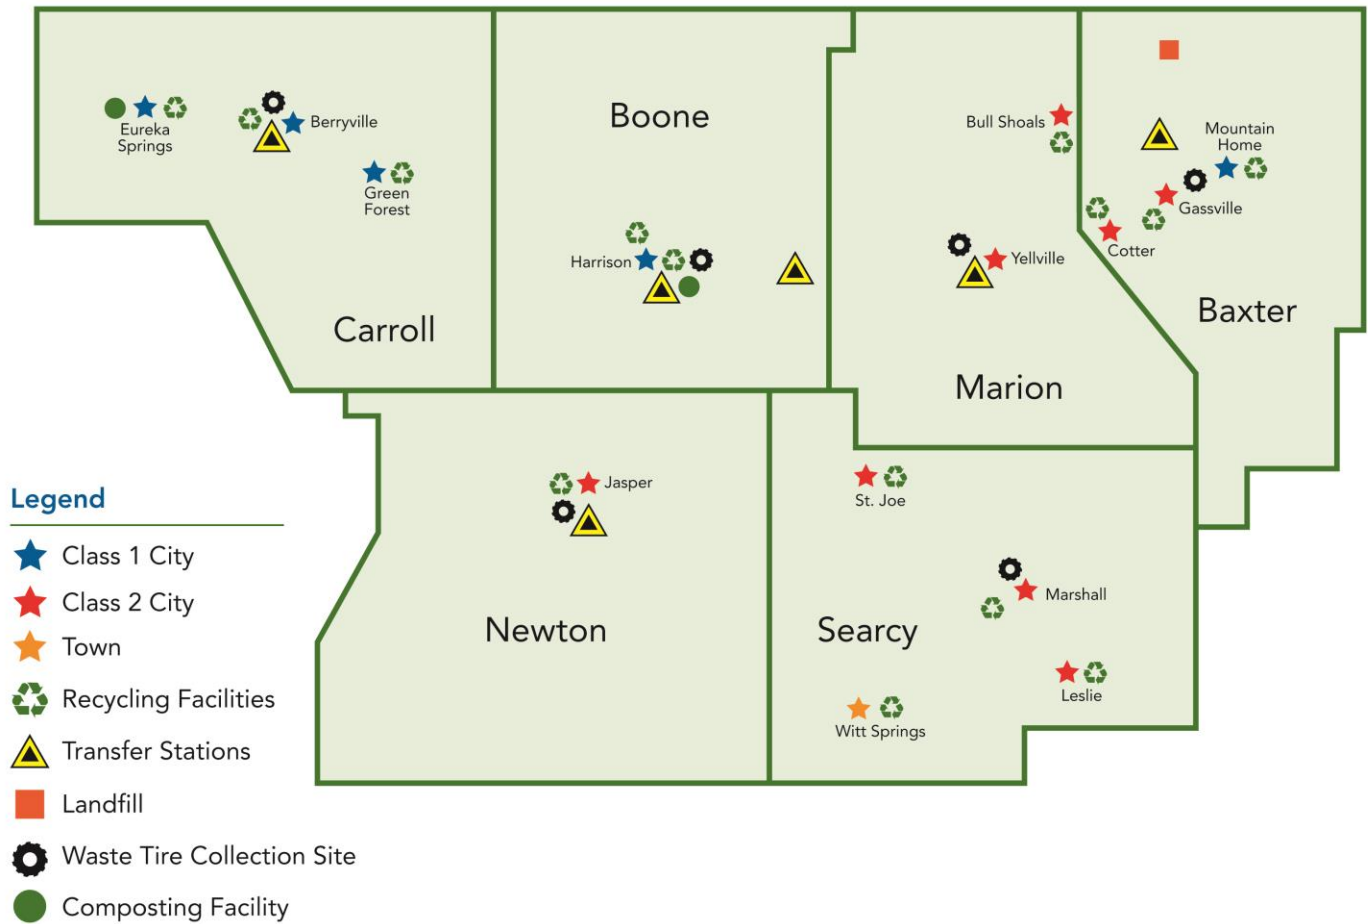 Boone
Bull Shoals
Mountain
Home
Eureka
Springs
Berryville
Green
Forest
Gassville
Cotter
Harrison
Yellville
Carroll
Baxter
Marion
Jasper
St. Joe
Marshall
Newton
Searcy
Leslie
Witt Springs
Legend
Class 1 City
Class 2 City
Town
Recycling Facilities
Transfer Stations
Landfill
Waste Tire Collection Site
Composting Facility